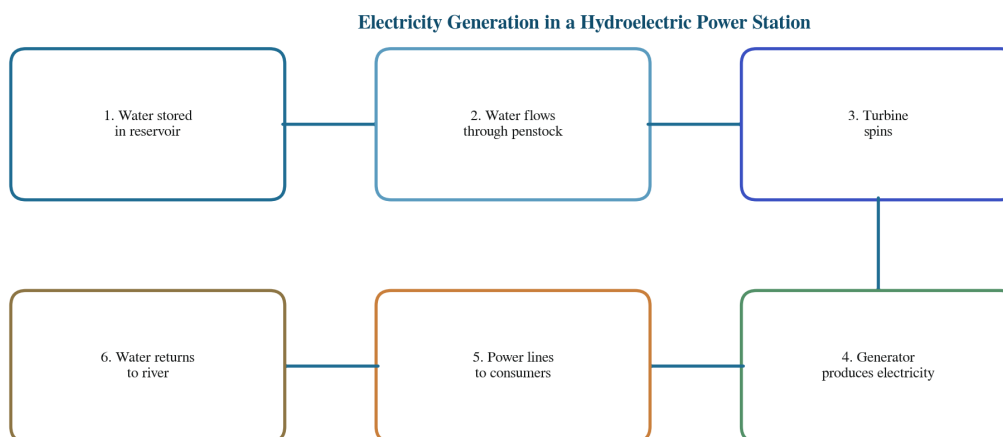 Electricity Generation in a Hydroelectric Power Station
1. Water stored
in reservoir
2. Water flows
through penstock
3. Turbine
spins
4. Generator
produces electricity
5. Power lines
to consumers
6. Water returns
to river